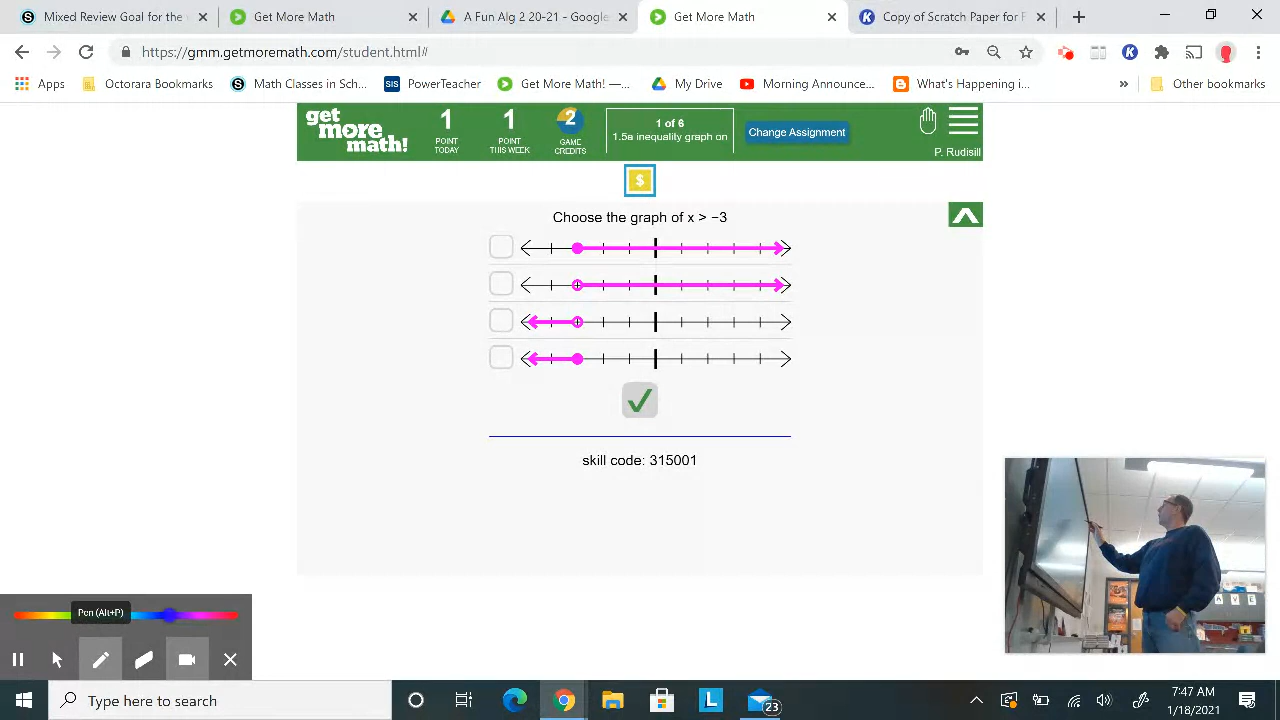 Mixed Review Goal for the
Get More Math
A Fun Alg 2 20-21 - Google
Get More Math
Copy of Scratch Paper for F
https://gmm.getmoremath.com/student.html#
Apps
Octorara Bookmarks
Math Classes in Sch...
PowerTeacher
Get More Math! —...
My Drive
Morning Announce...
What's Happening i...
»
Other bookmarks
get more math!
1 POINT TODAY
1 POINT THIS WEEK
2 GAME CREDITS
1 of 6
1.5a inequality graph on
Change Assignment
P. Rudisill
$
Choose the graph of x > −3
skill code: 315001
Pen (Alt+P)
A Y E
Type here to search
L
23
7:47 AM
1/18/2021